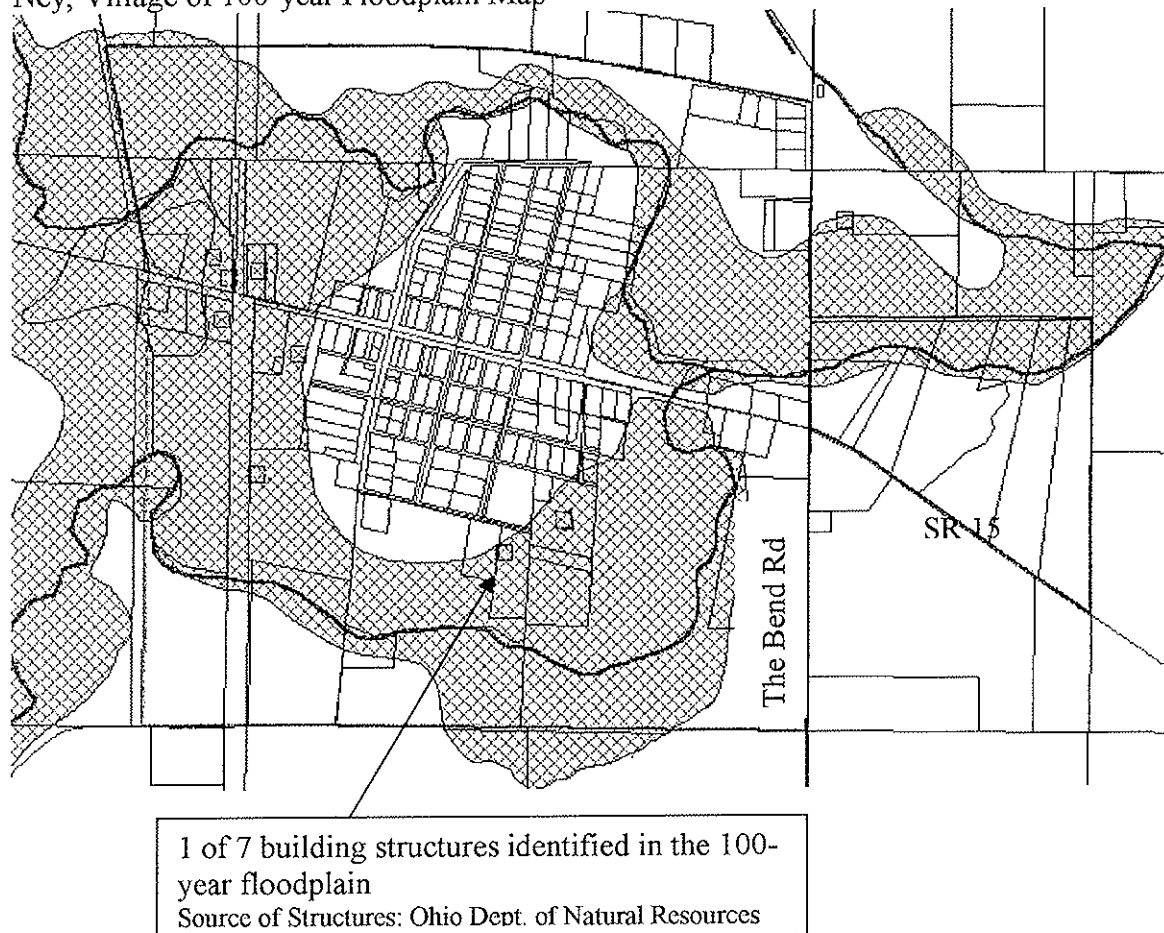 Ney, Village of 100-year Floodplain Map
SR 15
The Bend Rd
1 of 7 building structures identified in the 100-
year floodplain
Source of Structures: Ohio Dept. of Natural Resources